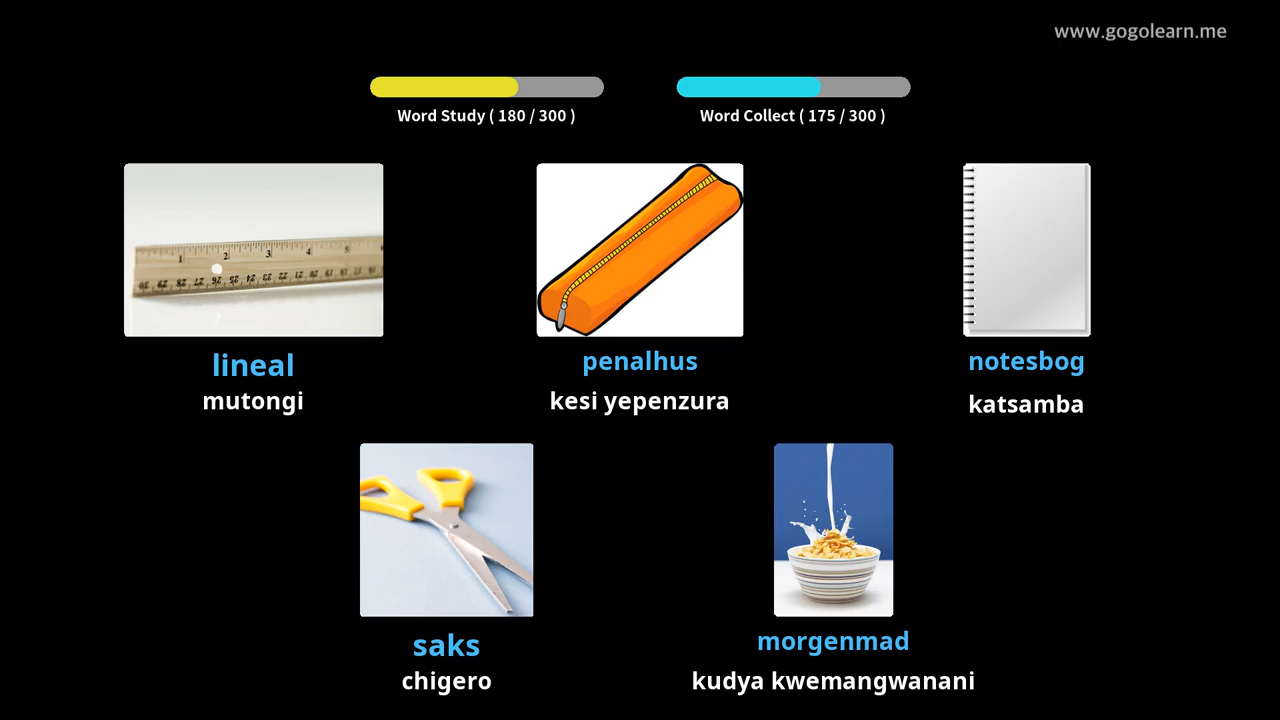 www.gogolearn.me
Word Study ( 180 / 300 )
Word Collect ( 175 / 300 )
lineal
mutongi
penalhus
kesi yepenzura
notesbog
katsamba
saks
chigero
morgenmad
kudya kwemangwanani